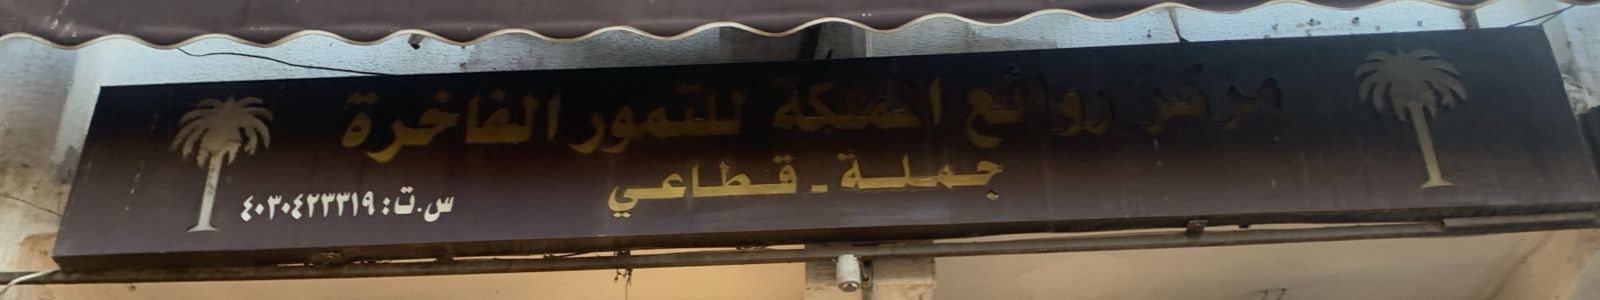 مركز روائع المملكة للتمور الفاخرة
جملة - قطاعي
س.ت: ٤٠٣٠٤٢٣٣١٩